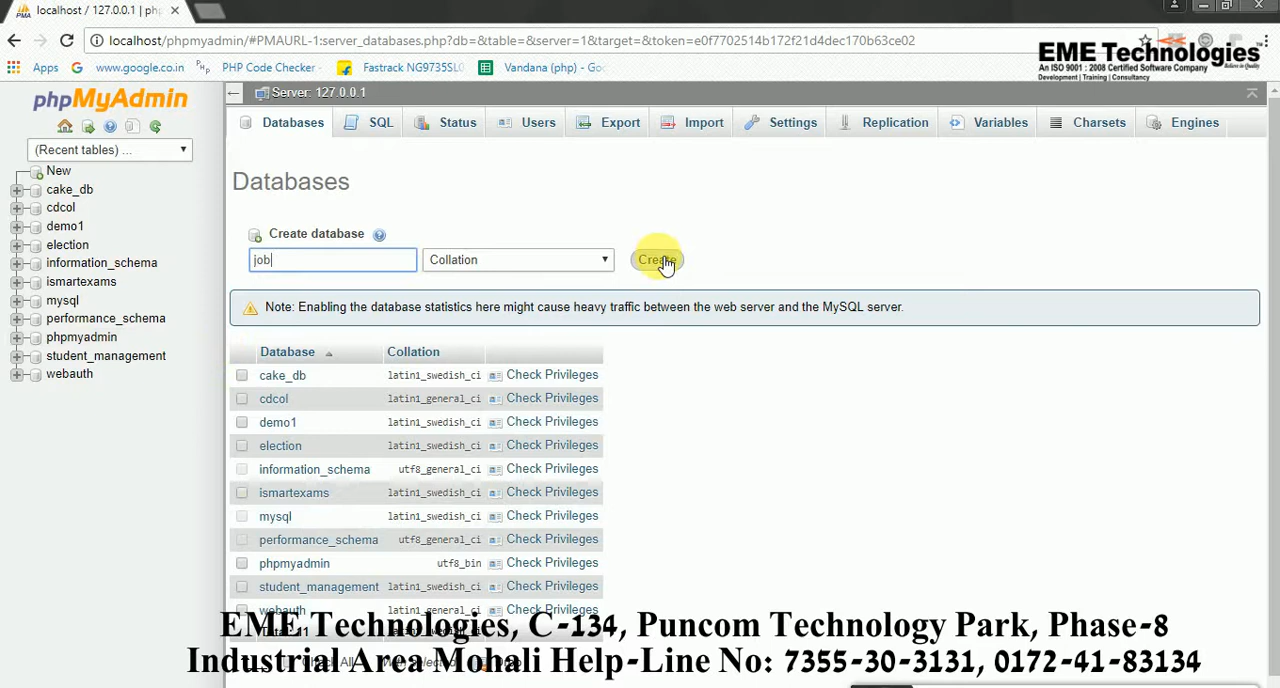 localhost / 127.0.0.1 | ph
localhost/phpmyadmin/#PMAURL-1:server_databases.php?db=&table=&server=1&target=&token=e0f7702514b172f21d4dec170b63ce02
EME Technologies
An ISO 9001 : 2008 Certified Software Company
Development | Training | Consultancy
Apps
www.google.co.in
PHP Code Checker -
Fastrack NG9735SL0
Vandana (php) - Goo
phpMyAdmin
Server: 127.0.0.1
Databases
SQL
Status
Users
Export
Import
Settings
Replication
Variables
Charsets
Engines
(Recent tables) ...
New
cake_db
cdcol
demo1
election
information_schema
ismartexams
mysql
performance_schema
phpmyadmin
student_management
webauth
Databases
Create database
job
Collation
Create
Note: Enabling the database statistics here might cause heavy traffic between the web server and the MySQL server.
Database Collation
cake_db latin1_swedish_ci Check Privileges
cdcol latin1_general_ci Check Privileges
demo1 latin1_swedish_ci Check Privileges
election latin1_swedish_ci Check Privileges
information_schema utf8_general_ci Check Privileges
ismartexams latin1_swedish_ci Check Privileges
mysql latin1_swedish_ci Check Privileges
performance_schema utf8_general_ci Check Privileges
phpmyadmin utf8_bin Check Privileges
student_management latin1_swedish_ci Check Privileges
webauth latin1_general_ci Check Privileges
EME Technologies, C-134, Puncom Technology Park, Phase-8
Industrial Area Mohali Help-Line No: 7355-30-3131, 0172-41-83134